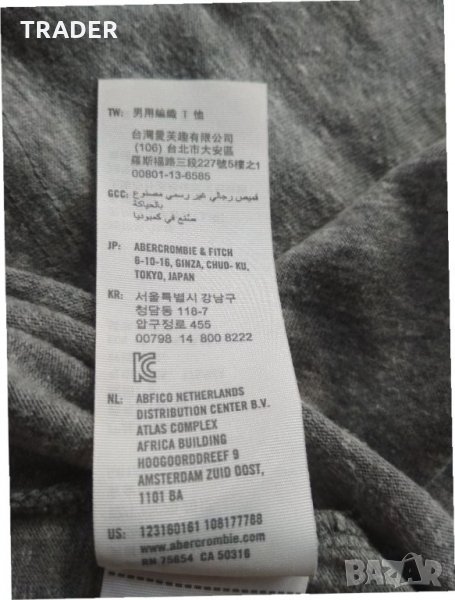 TRADER
TW: 男用編織 T 恤
台灣愛芙趣有限公司
(106) 台北市大安區
羅斯福路三段227號5樓之1
00801-13-6585
GCC: قميص رجالي غير رسمي مصنوع
بالحياكة
صنع في كمبوديا
JP: ABERCROMBIE & FITCH
6-10-16, GINZA, CHUO- KU,
TOKYO, JAPAN
KR: 서울특별시 강남구
청담동 118-7
압구정로 455
00798 14 800 8222
NL: ABFICO NETHERLANDS
DISTRIBUTION CENTER B.V.
ATLAS COMPLEX
AFRICA BUILDING
HOOGOORDDREEF 9
AMSTERDAM ZUID OOST,
1101 BA
US: 123160161 108177788
www.abercrombie.com
RN 75654 CA 50316
BAZAR